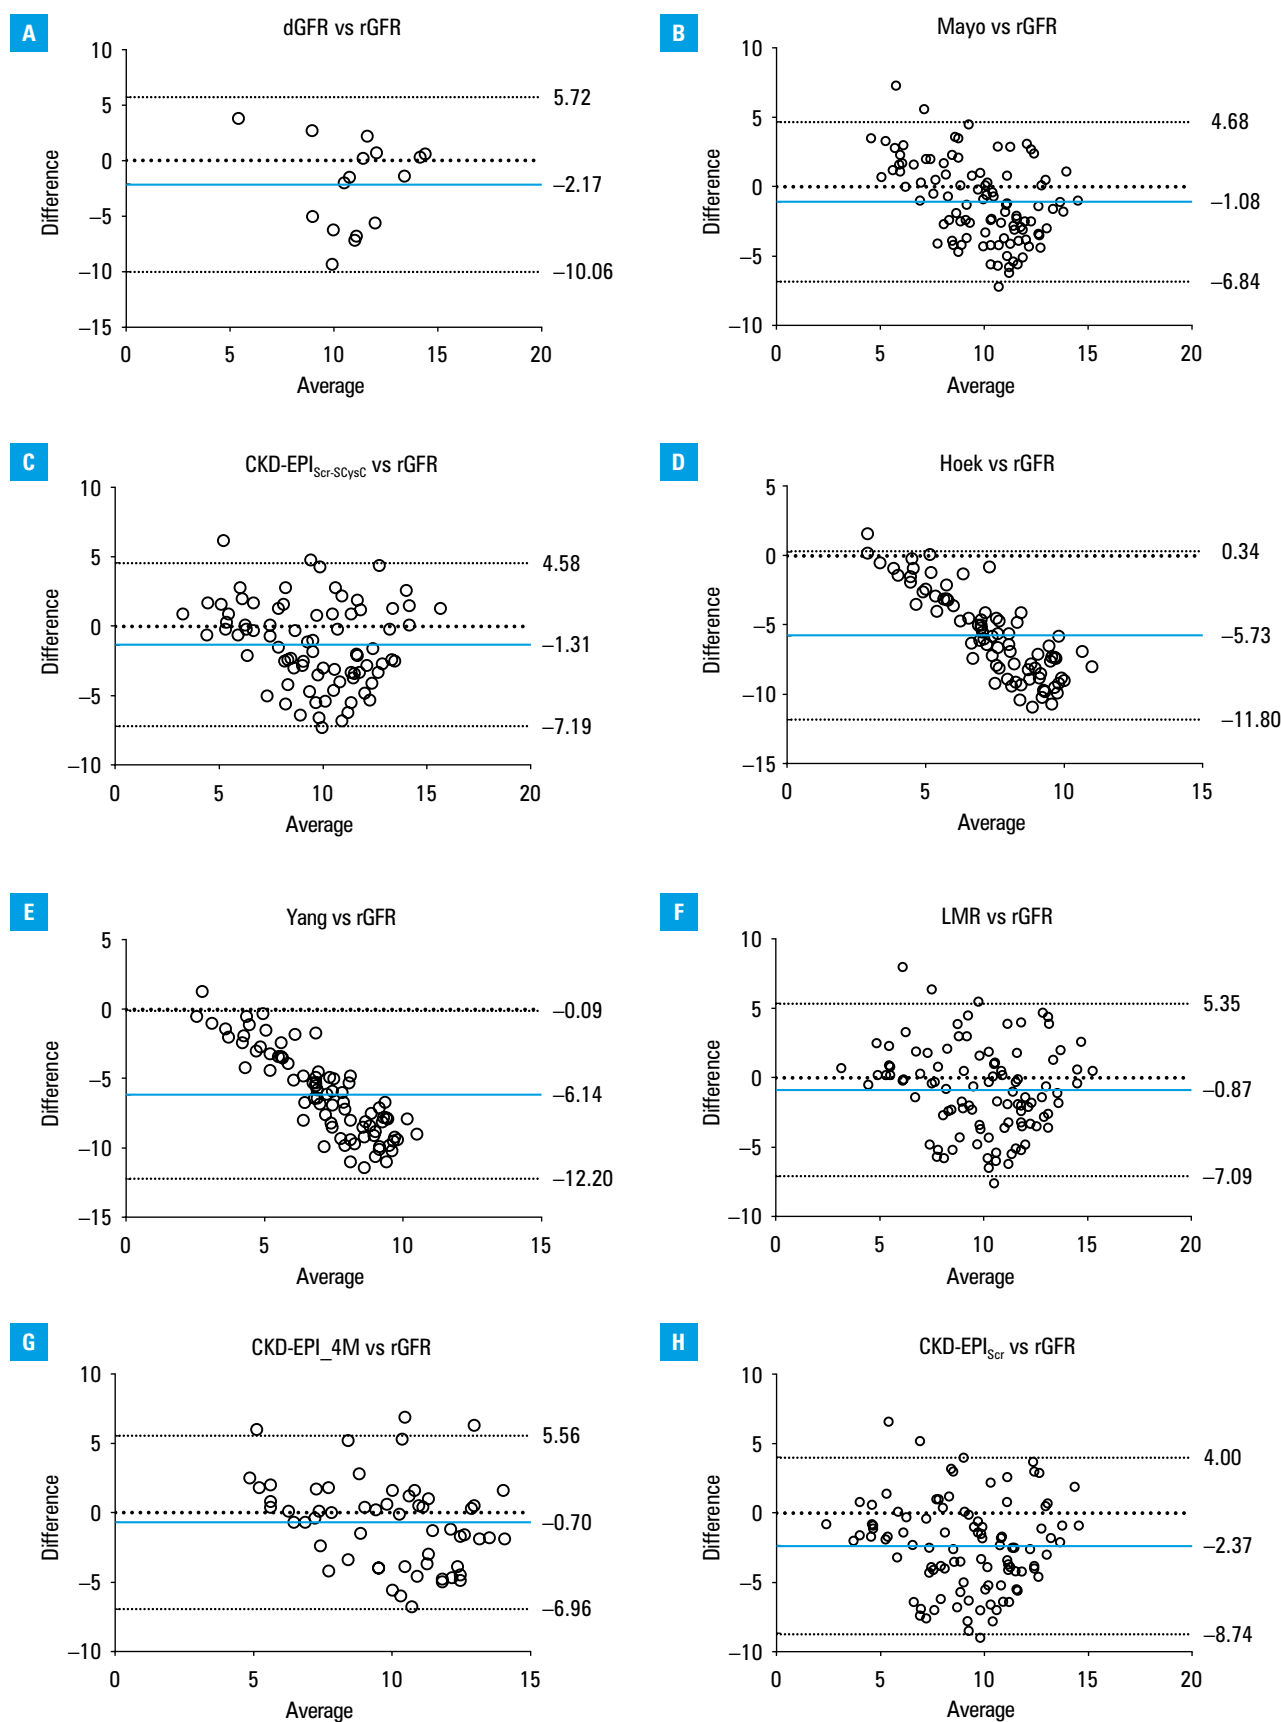 A
dGFR vs rGFR
10
5
0
−5
−10
−15
Difference
5.72
−2.17
−10.06
0 5 10 15 20
Average
B
Mayo vs rGFR
10
5
0
−5
−10
Difference
4.68
−1.08
−6.84
0 5 10 15 20
Average
C
CKD-EPIScr-SCysC vs rGFR
10
5
0
−5
−10
Difference
4.58
−1.31
−7.19
0 5 10 15 20
Average
D
Hoek vs rGFR
5
0
−5
−10
−15
Difference
0.34
−5.73
−11.80
0 5 10 15
Average
E
Yang vs rGFR
5
0
−5
−10
−15
Difference
−0.09
−6.14
−12.20
0 5 10 15
Average
F
LMR vs rGFR
10
5
0
−5
−10
Difference
5.35
−0.87
−7.09
0 5 10 15 20
Average
G
CKD-EPI_4M vs rGFR
10
5
0
−5
−10
Difference
5.56
−0.70
−6.96
0 5 10 15
Average
H
CKD-EPIScr vs rGFR
10
5
0
−5
−10
Difference
4.00
−2.37
−8.74
0 5 10 15 20
Average